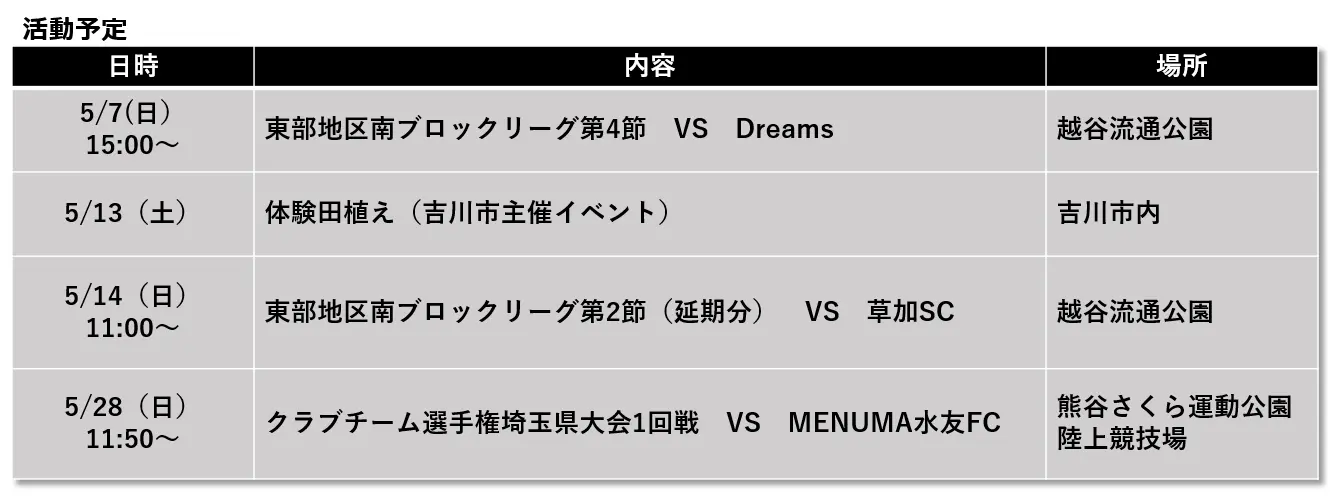 活動予定
日時 内容 場所
5/7(日)
15:00～
東部地区南ブロックリーグ第4節　VS　Dreams
越谷流通公園
5/13（土）
体験田植え（吉川市主催イベント）
吉川市内
5/14（日）
11:00～
東部地区南ブロックリーグ第2節（延期分）　VS　草加SC
越谷流通公園
5/28（日）
11:50～
クラブチーム選手権埼玉県大会1回戦　VS　MENUMA水友FC
熊谷さくら運動公園
陸上競技場